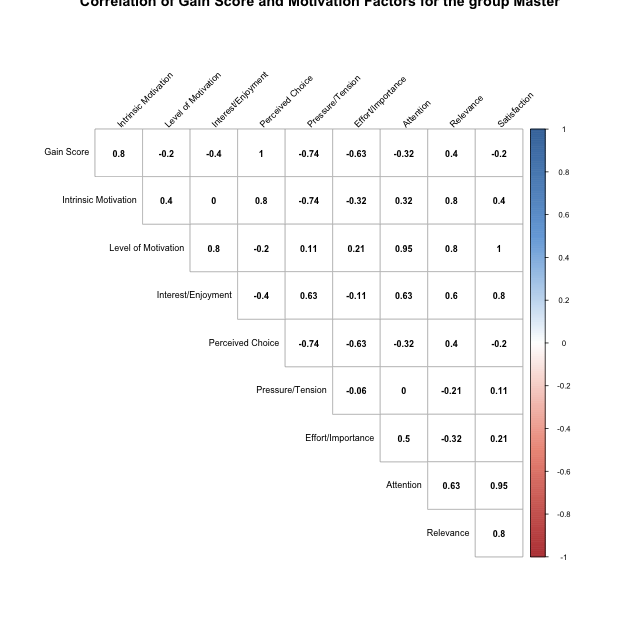 Correlation of Gain Score and Motivation Factors for the group Master
Intrinsic Motivation
Level of Motivation
Interest/Enjoyment
Perceived Choice
Pressure/Tension
Effort/Importance
Attention
Relevance
Satisfaction
Gain Score 0.8 -0.2 -0.4 1 -0.74 -0.63 -0.32 0.4 -0.2
Intrinsic Motivation 0.4 0 0.8 -0.74 -0.32 0.32 0.8 0.4
Level of Motivation 0.8 -0.2 0.11 0.21 0.95 0.8 1
Interest/Enjoyment -0.4 0.63 -0.11 0.63 0.6 0.8
Perceived Choice -0.74 -0.63 -0.32 0.4 -0.2
Pressure/Tension -0.06 0 -0.21 0.11
Effort/Importance 0.5 -0.32 0.21
Attention 0.63 0.95
Relevance 0.8
1
0.8
0.6
0.4
0.2
0
-0.2
-0.4
-0.6
-0.8
-1